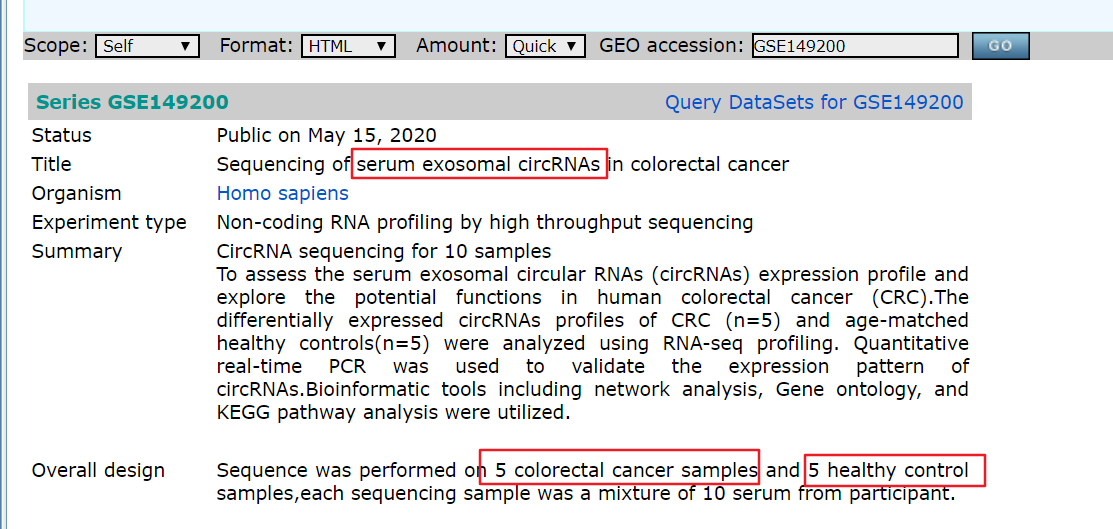 Scope: Self Format: HTML Amount: Quick GEO accession: GSE149200 GO
Series GSE149200 Query DataSets for GSE149200
Status Public on May 15, 2020
Title Sequencing of serum exosomal circRNAs in colorectal cancer
Organism Homo sapiens
Experiment type Non-coding RNA profiling by high throughput sequencing
Summary CircRNA sequencing for 10 samples
To assess the serum exosomal circular RNAs (circRNAs) expression profile and
explore the potential functions in human colorectal cancer (CRC).The
differentially expressed circRNAs profiles of CRC (n=5) and age-matched
healthy controls(n=5) were analyzed using RNA-seq profiling. Quantitative
real-time PCR was used to validate the expression pattern of
circRNAs.Bioinformatic tools including network analysis, Gene ontology, and
KEGG pathway analysis were utilized.
Overall design Sequence was performed on 5 colorectal cancer samples and 5 healthy control
samples,each sequencing sample was a mixture of 10 serum from participant.